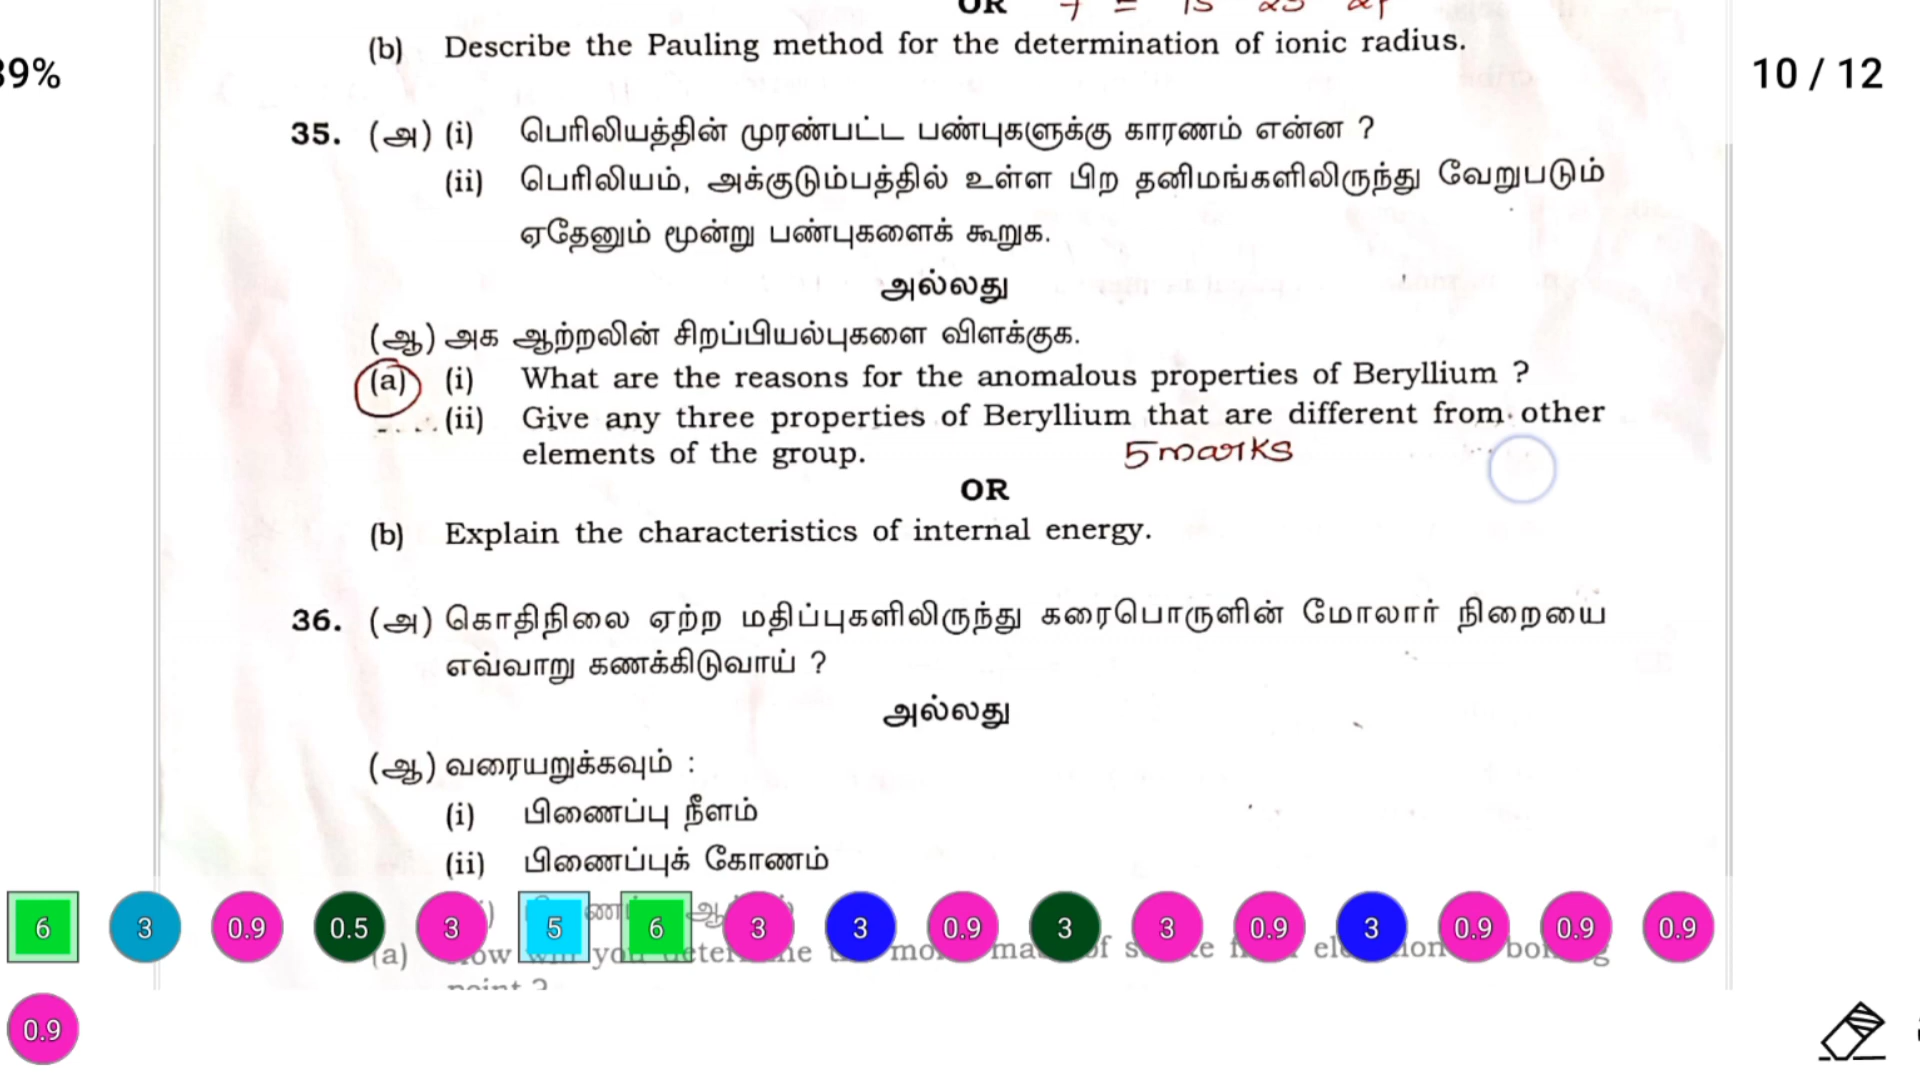 OR
39%
10 / 12
(b) Describe the Pauling method for the determination of ionic radius.
35. (அ) (i) பெரிலியத்தின் முரண்பட்ட பண்புகளுக்கு காரணம் என்ன ?
(ii) பெரிலியம், அக்குடும்பத்தில் உள்ள பிற தனிமங்களிலிருந்து வேறுபடும்
ஏதேனும் மூன்று பண்புகளைக் கூறுக.
அல்லது
(ஆ) அக ஆற்றலின் சிறப்பியல்புகளை விளக்குக.
(a) (i) What are the reasons for the anomalous properties of Beryllium ?
(ii) Give any three properties of Beryllium that are different from other
elements of the group. 5 marks
OR
(b) Explain the characteristics of internal energy.
36. (அ) கொதிநிலை ஏற்ற மதிப்புகளிலிருந்து கரைபொருளின் மோலார் நிறையை
எவ்வாறு கணக்கிடுவாய் ?
அல்லது
(ஆ) வரையறுக்கவும் :
(i) பிணைப்பு நீளம்
(ii) பிணைப்புக் கோணம்
6 3 0.9 0.5 3 5 6 3 3 0.9 3 3 0.9 3 0.9 0.9 0.9
(a)
point ?
0.9